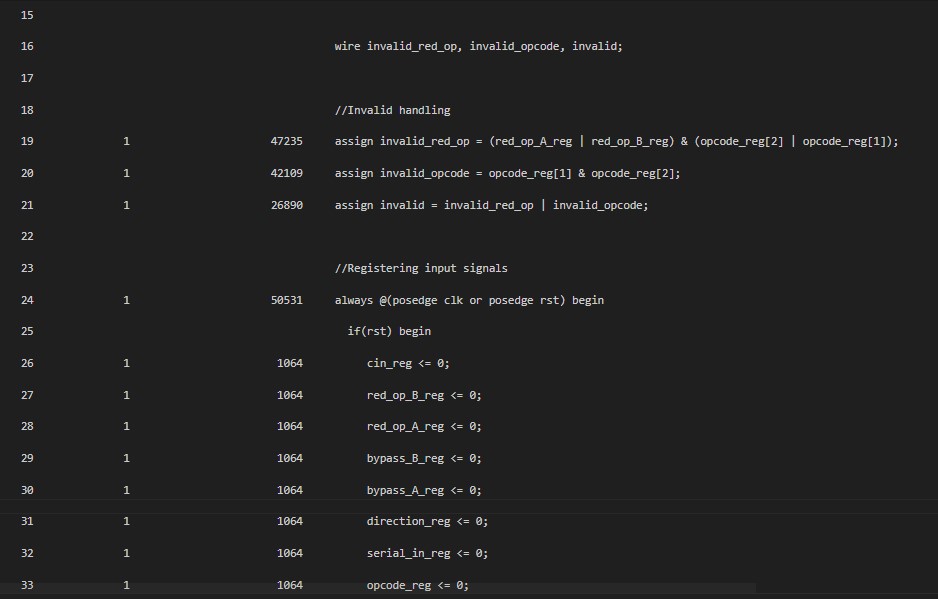 15
16 wire invalid_red_op, invalid_opcode, invalid;
17
18 //Invalid handling
19 1 47235 assign invalid_red_op = (red_op_A_reg | red_op_B_reg) & (opcode_reg[2] | opcode_reg[1]);
20 1 42109 assign invalid_opcode = opcode_reg[1] & opcode_reg[2];
21 1 26890 assign invalid = invalid_red_op | invalid_opcode;
22
23 //Registering input signals
24 1 50531 always @(posedge clk or posedge rst) begin
25 if(rst) begin
26 1 1064 cin_reg <= 0;
27 1 1064 red_op_B_reg <= 0;
28 1 1064 red_op_A_reg <= 0;
29 1 1064 bypass_B_reg <= 0;
30 1 1064 bypass_A_reg <= 0;
31 1 1064 direction_reg <= 0;
32 1 1064 serial_in_reg <= 0;
33 1 1064 opcode_reg <= 0;